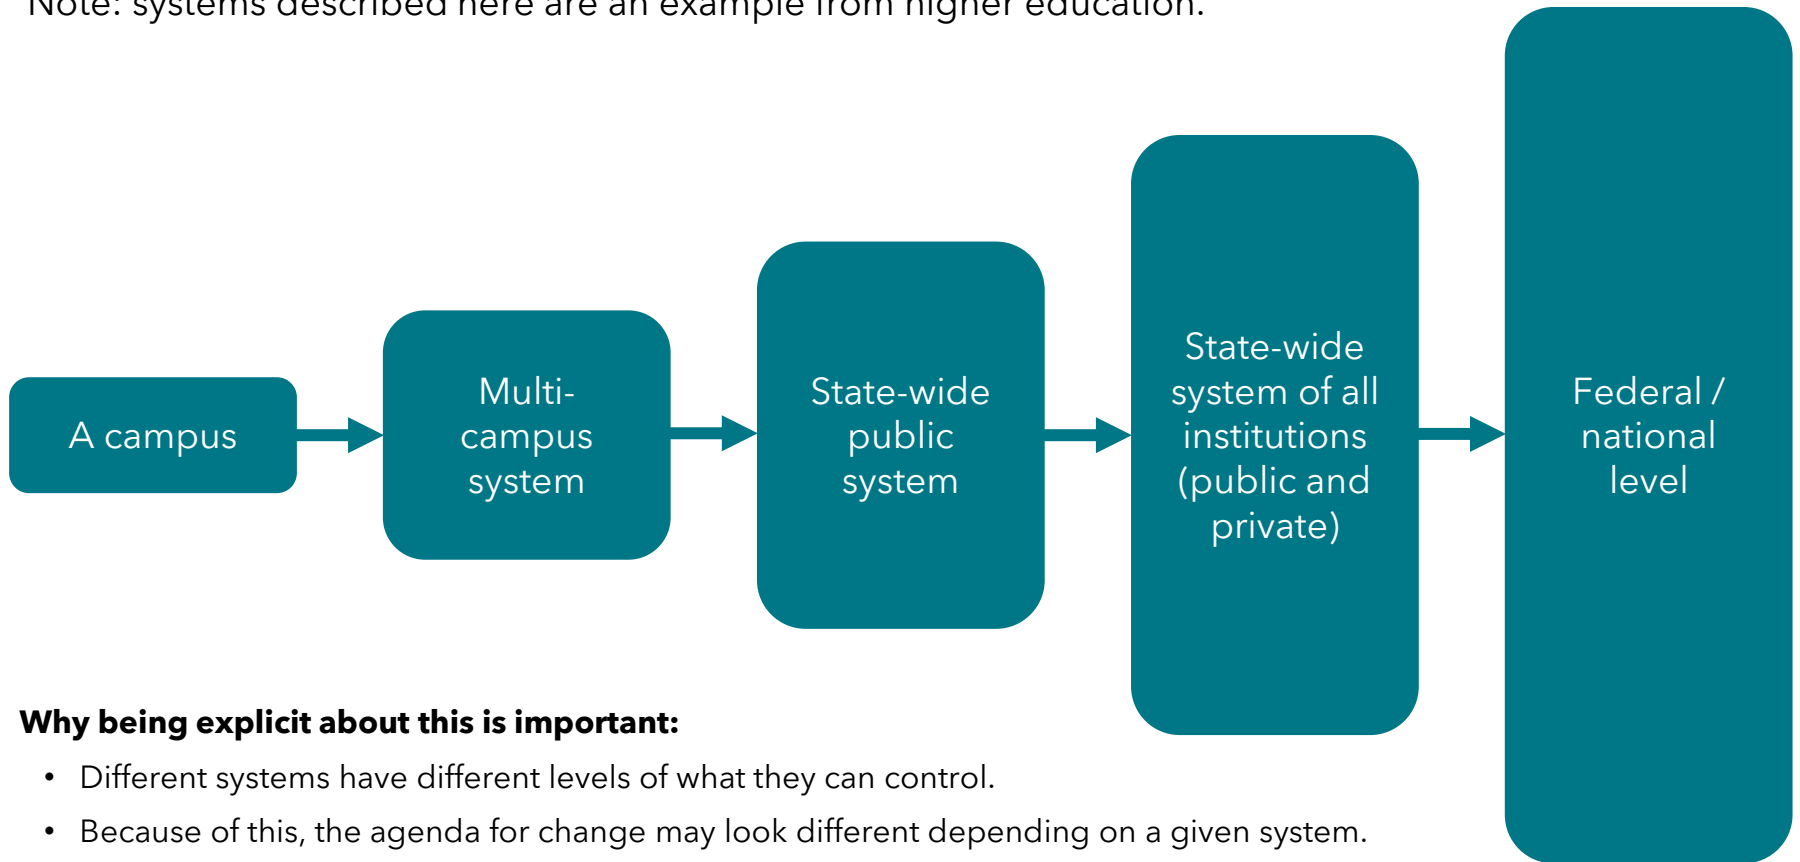 Note: systems described here are an example from higher education.
A campus
Multi-
campus
system
State-wide
public
system
State-wide
system of all
institutions
(public and
private)
Federal /
national
level
Why being explicit about this is important:
• Different systems have different levels of what they can control.
• Because of this, the agenda for change may look different depending on a given system.